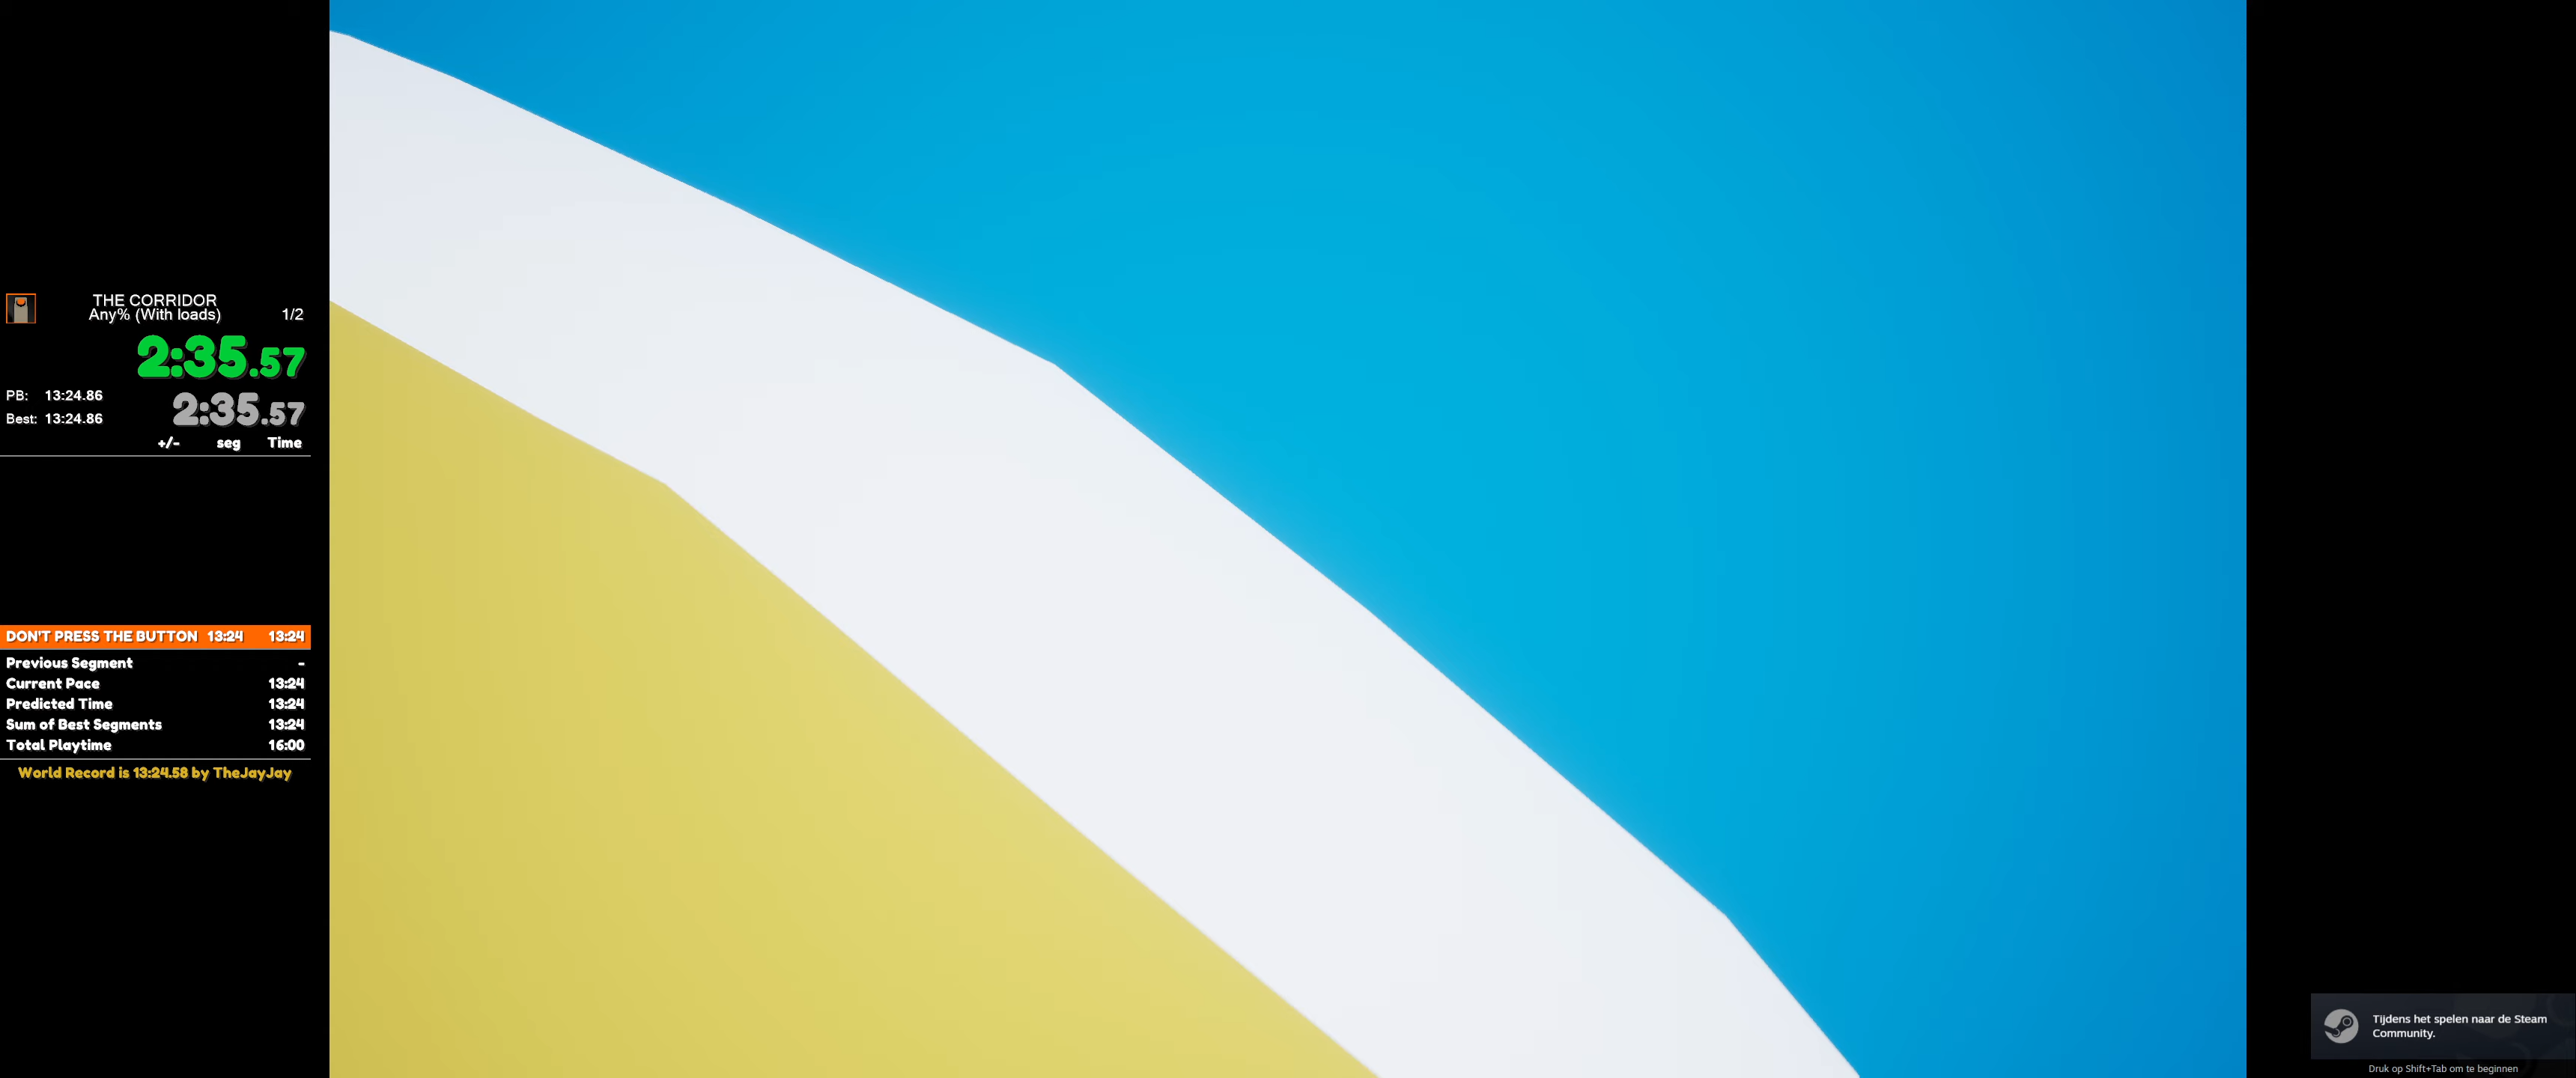 THE CORRIDOR
Any% (With loads) 1/2
2:35.57
PB: 13:24.86
2:35.57
Best: 13:24.86
+/- seg Time
DON'T PRESS THE BUTTON 13:24 13:24
Previous Segment -
Current Pace 13:24
Predicted Time 13:24
Sum of Best Segments 13:24
Total Playtime 16:00
World Record is 13:24.58 by TheJayJay
Tijdens het spelen naar de Steam
Community.
Druk op Shift+Tab om te beginnen